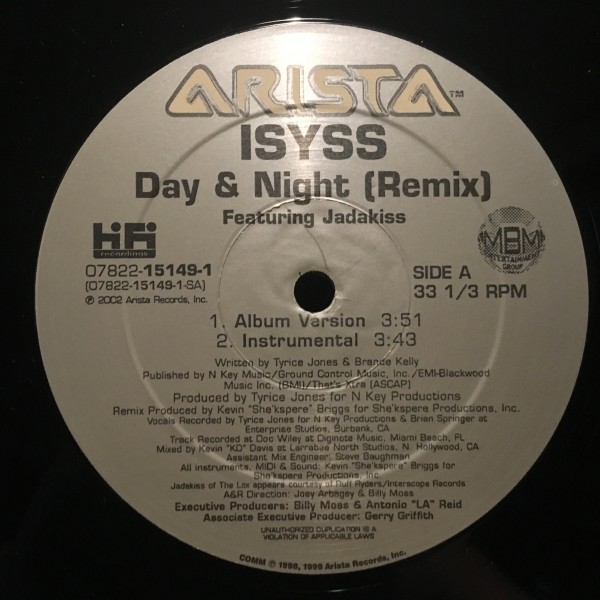 ARISTA™
ISYSS
Day & Night (Remix)
Featuring Jadakiss
HiFi
recordings
07822-15149-1
(07822-15149-1-SA)
℗ 2002 Arista Records, Inc.
MBM
ENTERTAINMENT
GROUP
SIDE A
33 1/3 RPM
1. Album Version 3:51
2. Instrumental 3:43
Written by Tyrice Jones & Brande Kelly
Published by N Key Music/Ground Control Music, Inc. /EMI-Blackwood
Music Inc. (BMI)/That's Xtra (ASCAP)
Produced by Tyrice Jones for N Key Productions
Remix Produced by Kevin "She'kspere" Briggs for She'kspere Productions, Inc.
Vocals Recorded by Tyrice Jones for N Key Productions & Brian Springer at
Enterprise Studios, Burbank, CA
Track Recorded at Doc Wiley at Diginote Music, Miami Beach, FL
Mixed by Kevin "KD" Davis at Larrabee North Studios, N. Hollywood, CA
Assistant Mix Engineer: Steve Baughman
All instruments, MIDI & Sound: Kevin "She'kspere" Briggs for
She'kspere Productions, Inc.
Jadakiss of The Lox appears courtesy of Ruff Ryders/Interscope Records
A&R Direction: Joey Arbagey & Billy Moss
Executive Producers: Billy Moss & Antonio "LA" Reid
Associate Executive Producer: Gerry Griffith
UNAUTHORIZED DUPLICATION IS A
VIOLATION OF APPLICABLE LAWS
COMM ℗ 1998, 1999 Arista Records, Inc.